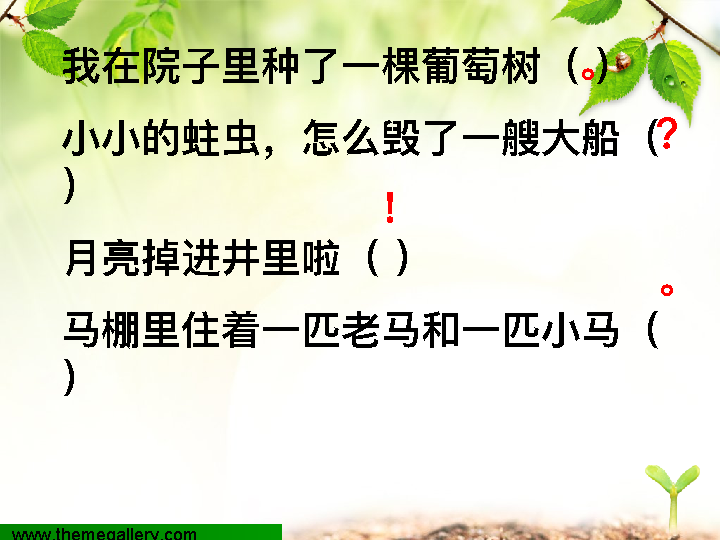 我在院子里种了一棵葡萄树（。）
小小的蛀虫，怎么毁了一艘大船（？
）
！
月亮掉进井里啦（ ）
。
马棚里住着一匹老马和一匹小马（
）
www.themegallery.com